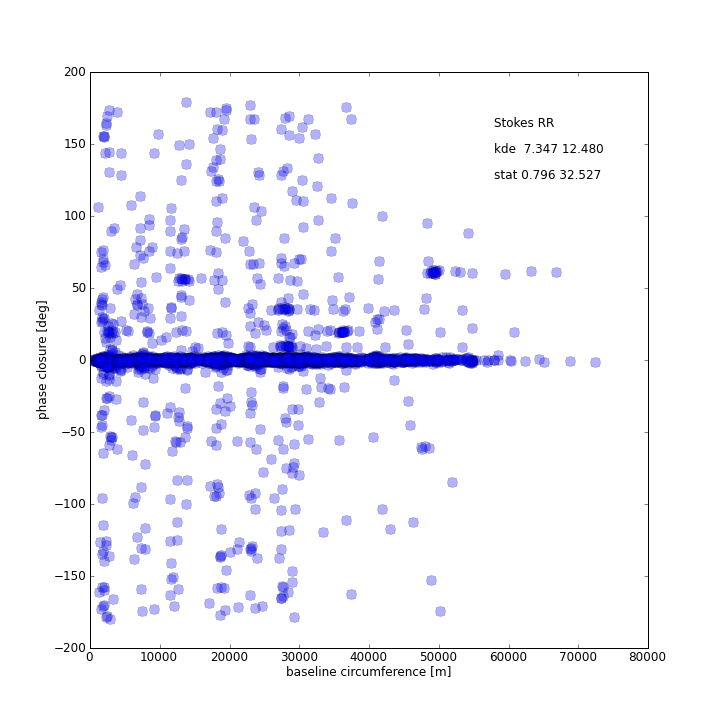 200
150
100
50
0
−50
−100
−150
−200
phase closure [deg]
Stokes RR
kde 7.347 12.480
stat 0.796 32.527
0 10000 20000 30000 40000 50000 60000 70000 80000
baseline circumference [m]